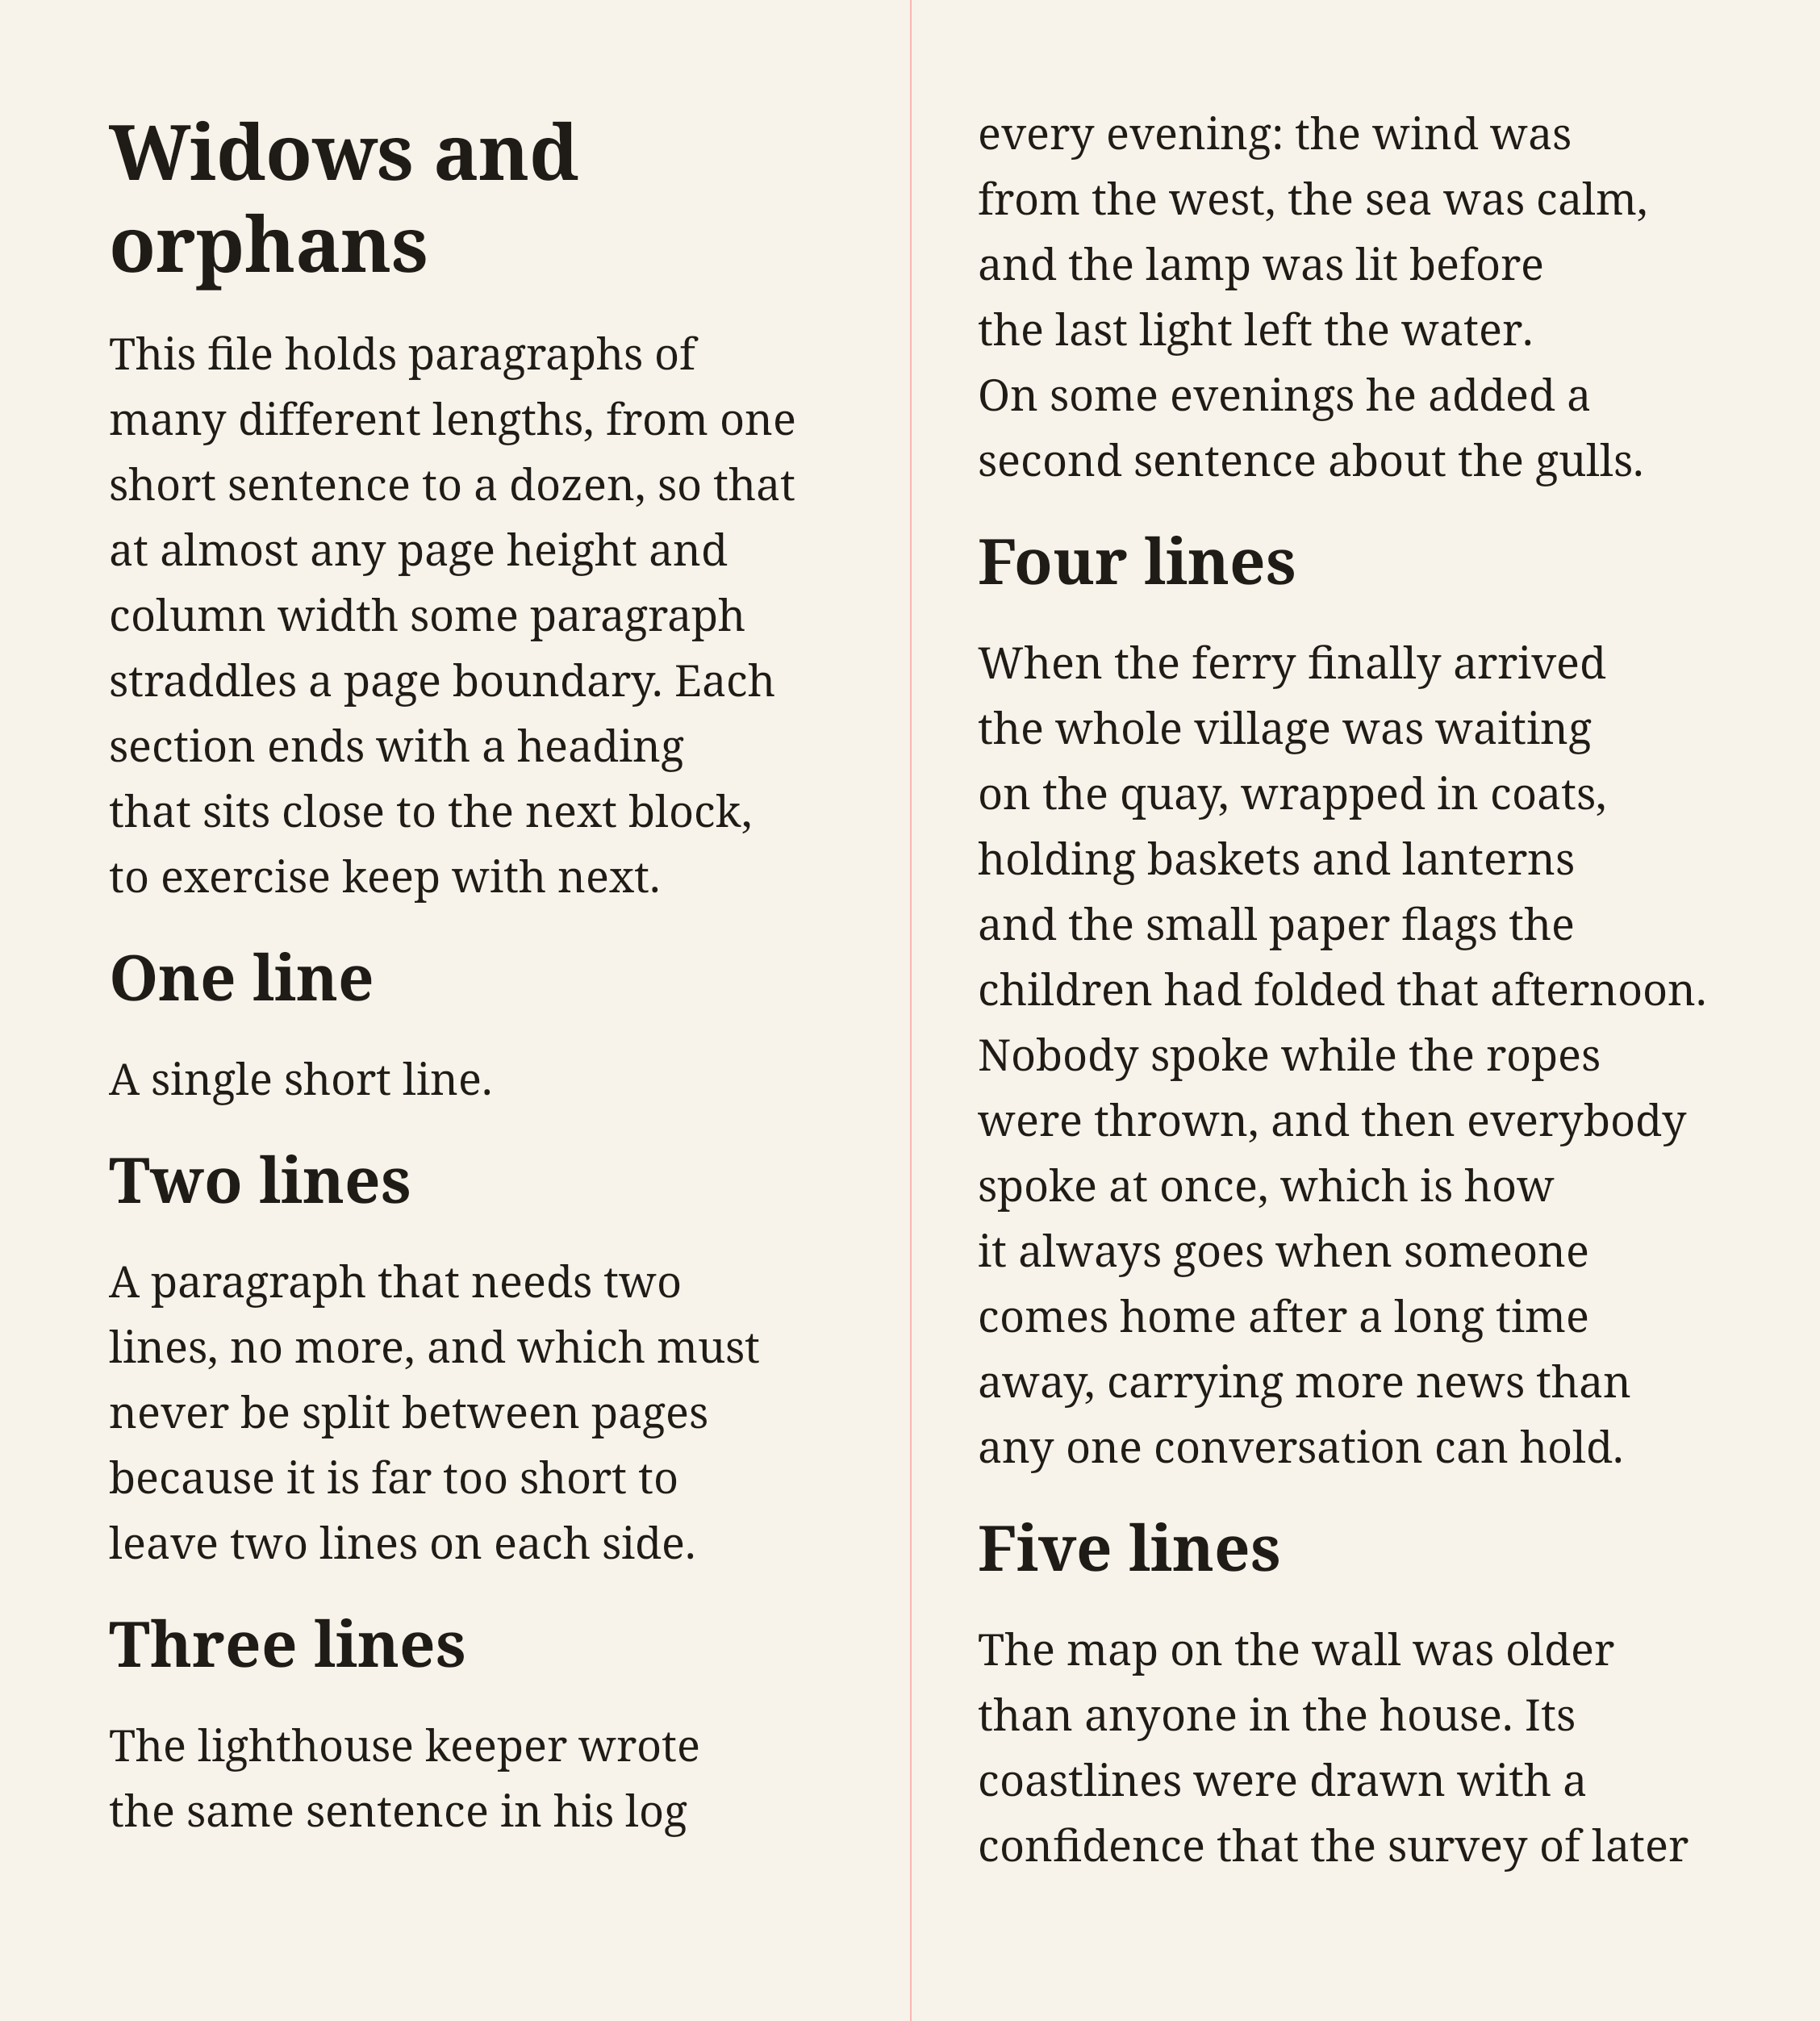 Widows and
orphans
This file holds paragraphs of
many different lengths, from one
short sentence to a dozen, so that
at almost any page height and
column width some paragraph
straddles a page boundary. Each
section ends with a heading
that sits close to the next block,
to exercise keep with next.
One line
A single short line.
Two lines
A paragraph that needs two
lines, no more, and which must
never be split between pages
because it is far too short to
leave two lines on each side.
Three lines
The lighthouse keeper wrote
the same sentence in his log
every evening: the wind was
from the west, the sea was calm,
and the lamp was lit before
the last light left the water.
On some evenings he added a
second sentence about the gulls.
Four lines
When the ferry finally arrived
the whole village was waiting
on the quay, wrapped in coats,
holding baskets and lanterns
and the small paper flags the
children had folded that afternoon.
Nobody spoke while the ropes
were thrown, and then everybody
spoke at once, which is how
it always goes when someone
comes home after a long time
away, carrying more news than
any one conversation can hold.
Five lines
The map on the wall was older
than anyone in the house. Its
coastlines were drawn with a
confidence that the survey of later